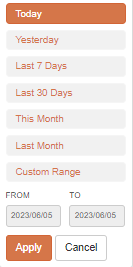 Today
Yesterday
Last 7 Days
Last 30 Days
This Month
Last Month
Custom Range
FROM TO
2023/06/05 2023/06/05
Apply Cancel